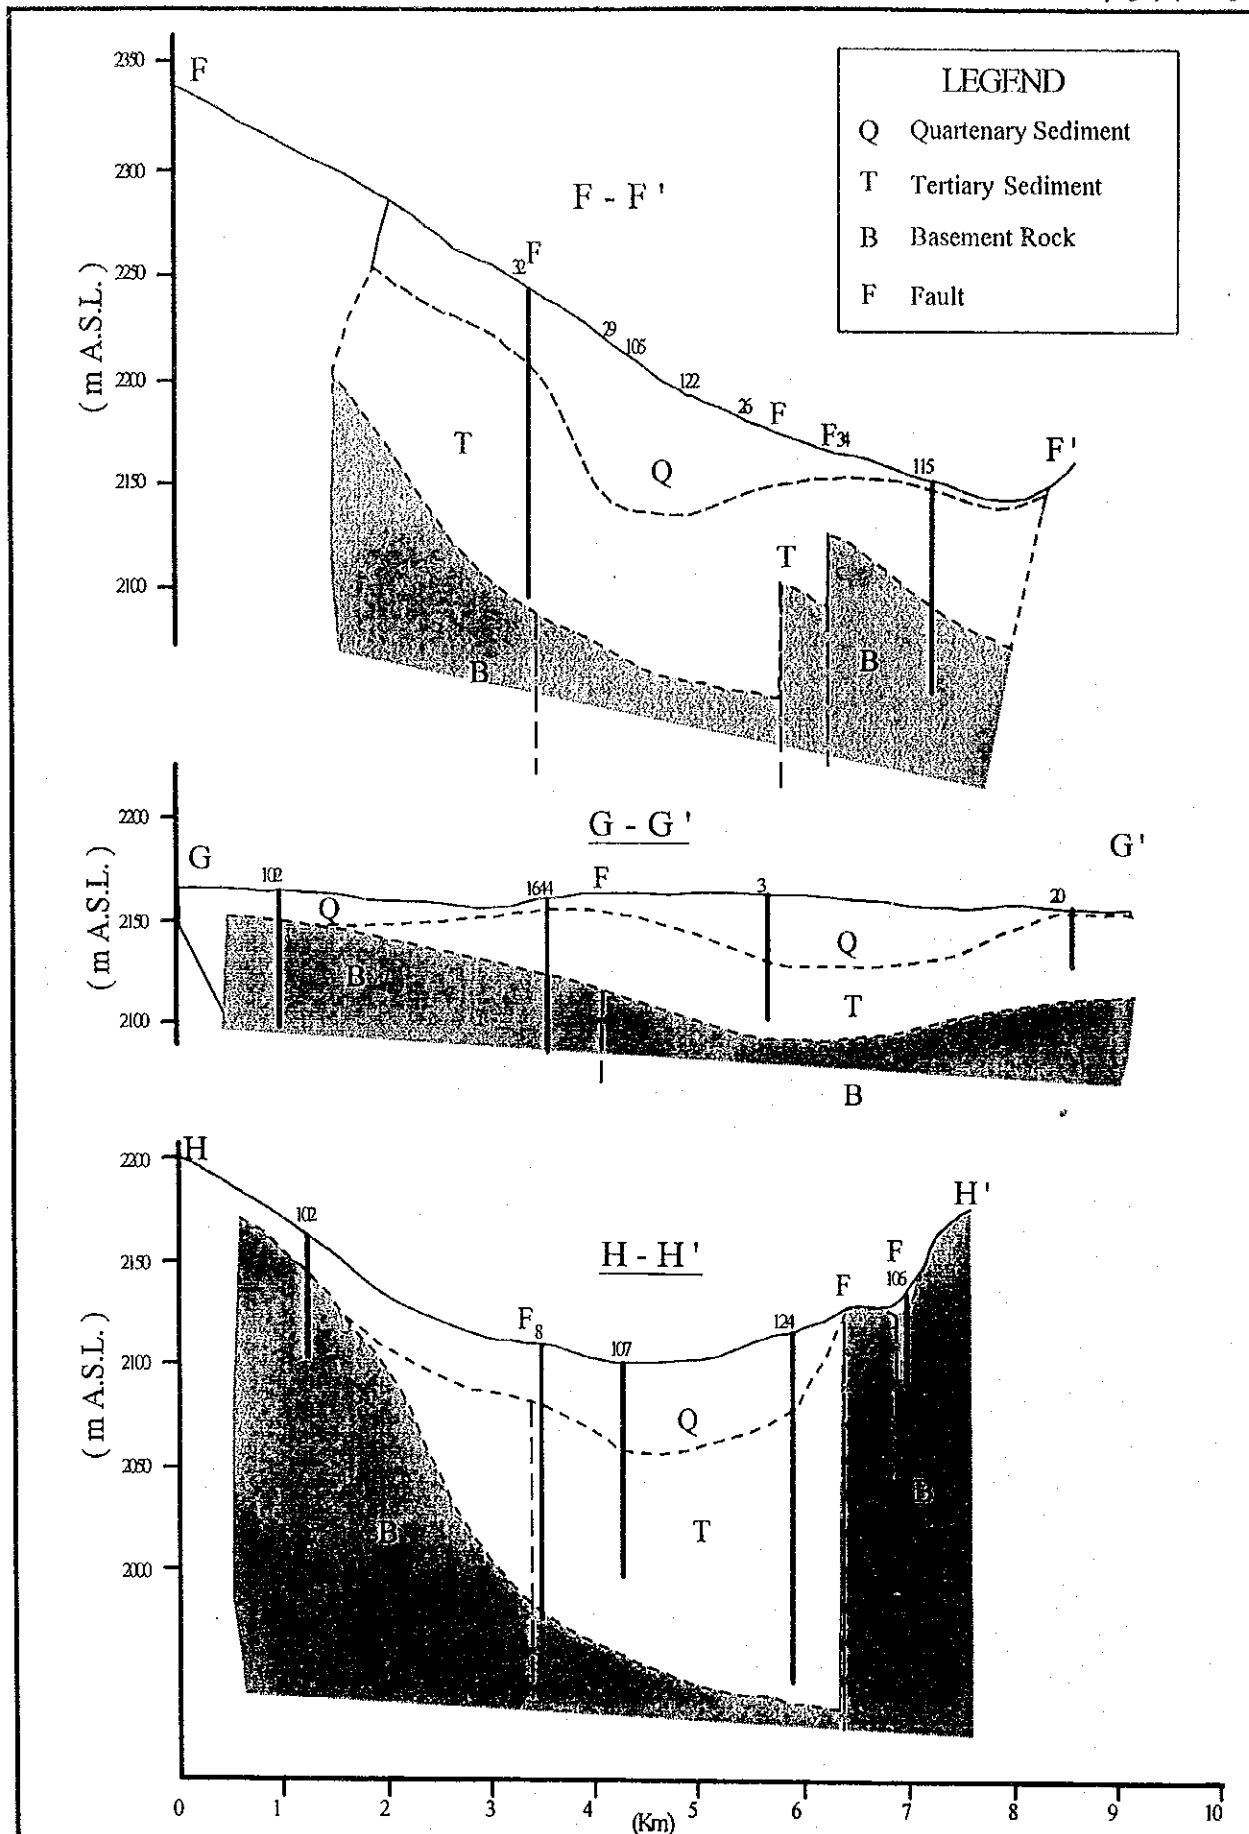 LEGEND
Q Quartenary Sediment
T Tertiary Sediment
B Basement Rock
F Fault
F - F '
(m A.S.L.)
2350
2300
2250
2200
2150
2100
F
32
F
29
105
122
26
F
F
34
115
F '
T
Q
T
B
B
G - G '
(m A.S.L.)
2200
2150
2100
G
102
1644
F
3
20
G '
Q
Q
B
T
B
H - H '
(m A.S.L.)
2200
2150
2100
2050
2000
H
102
F
8
107
124
F
F
106
H '
Q
T
B
B
0 1 2 3 4 5 6 7 8 9 10
(Km)